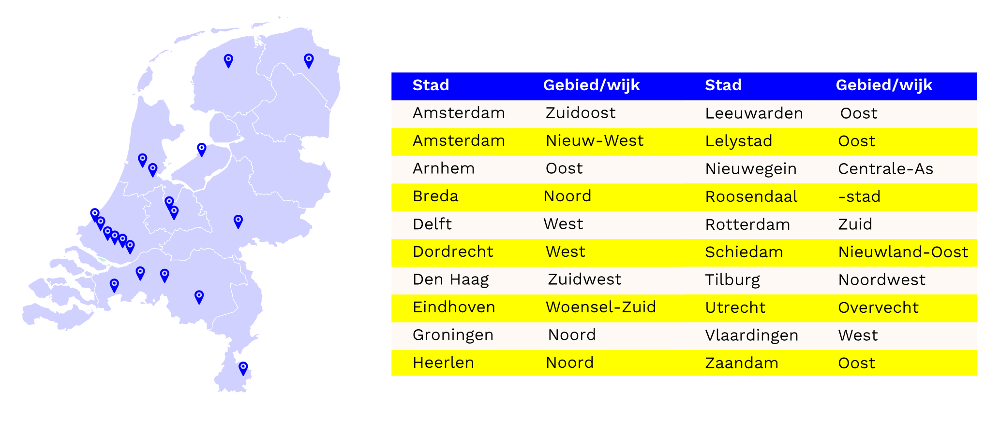 Stad Gebied/wijk Stad Gebied/wijk
Amsterdam Zuidoost Leeuwarden Oost
Amsterdam Nieuw-West Lelystad Oost
Arnhem Oost Nieuwegein Centrale-As
Breda Noord Roosendaal -stad
Delft West Rotterdam Zuid
Dordrecht West Schiedam Nieuwland-Oost
Den Haag Zuidwest Tilburg Noordwest
Eindhoven Woensel-Zuid Utrecht Overvecht
Groningen Noord Vlaardingen West
Heerlen Noord Zaandam Oost